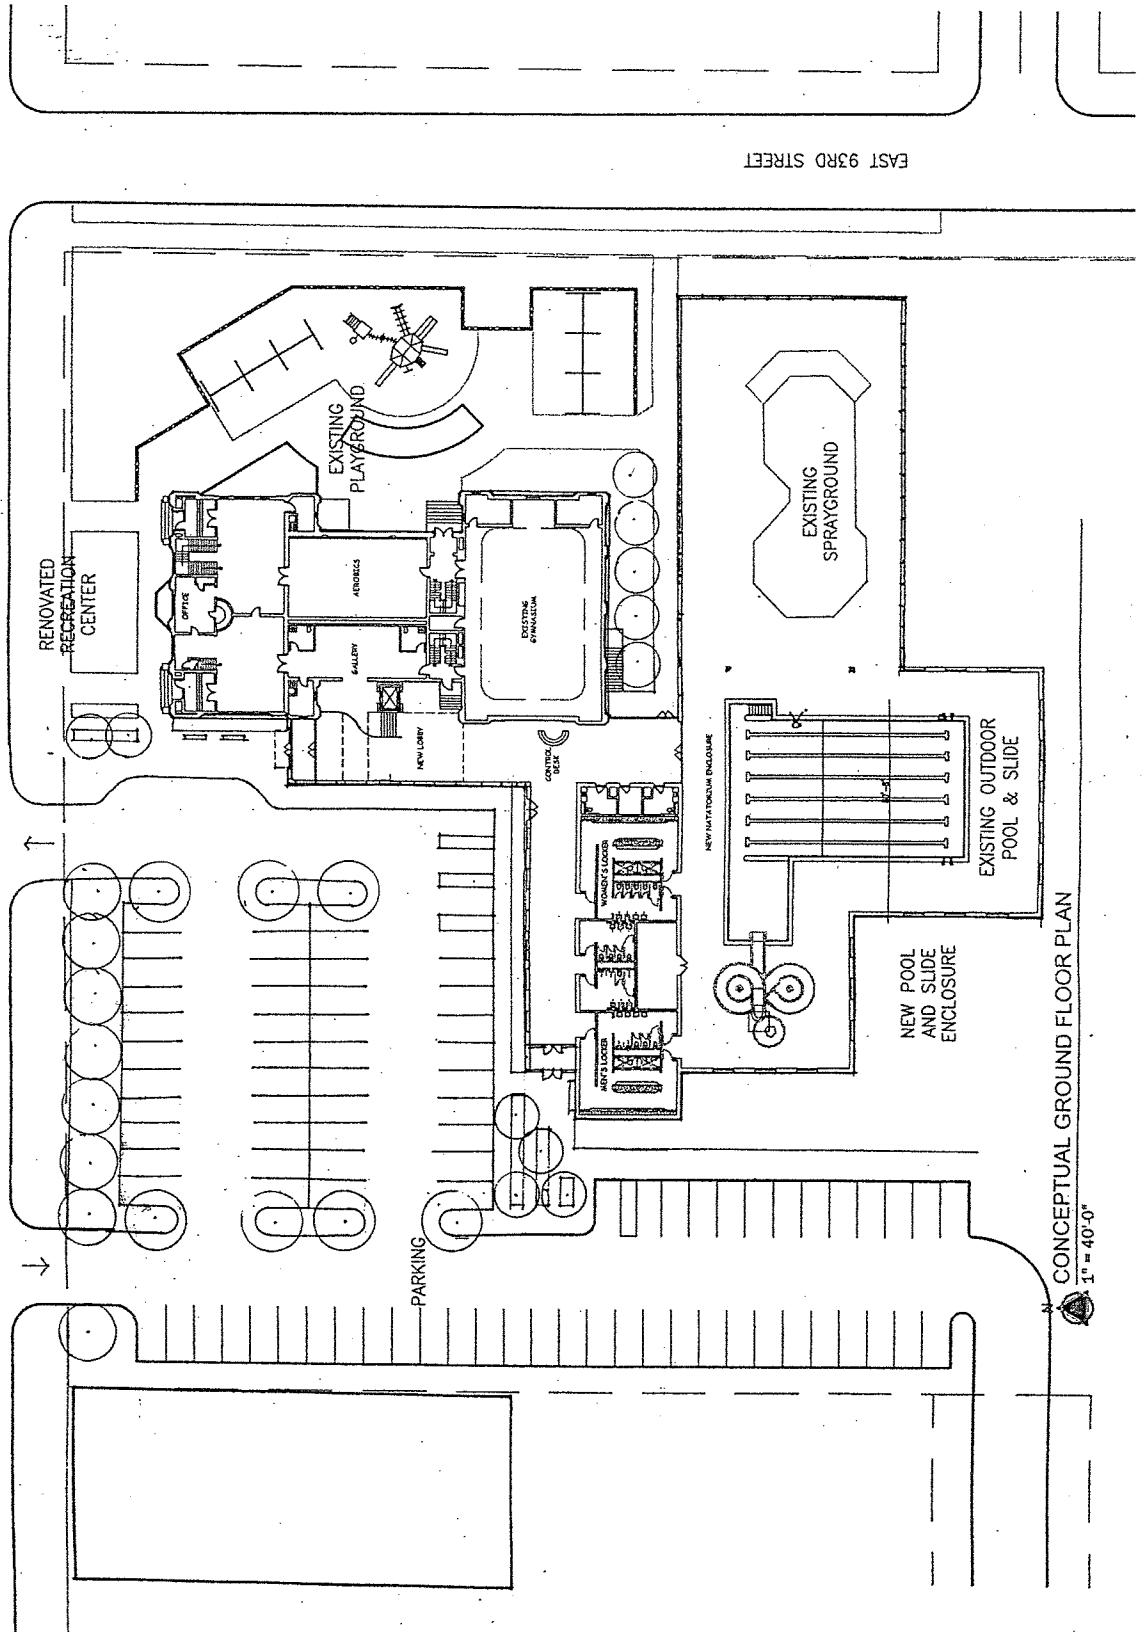 EAST 93RD STREET
EXISTING
PLAYGROUND
RENOVATED
RECREATION
CENTER
OFFICE
AEROBICS
GALLERY
EXISTING
GYMNASIUM
NEW LOBBY
CONTROL
DESK
EXISTING
SPRAYGROUND
NEW NATATORIUM ENCLOSURE
WOMEN'S LOCKER
MEN'S LOCKER
EXISTING OUTDOOR
POOL & SLIDE
NEW POOL
AND SLIDE
ENCLOSURE
PARKING
N
CONCEPTUAL GROUND FLOOR PLAN
1" = 40'-0"